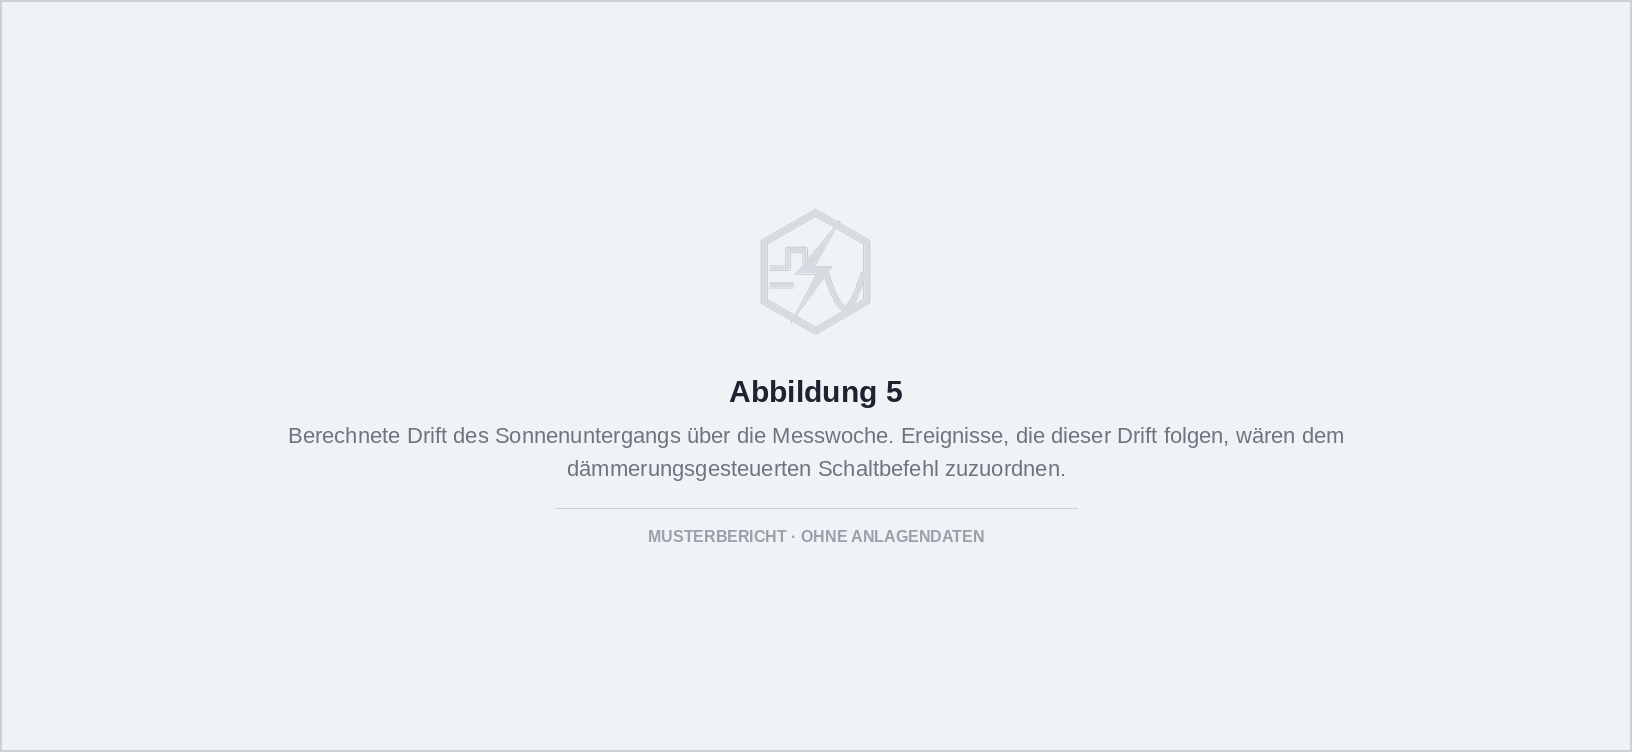 Abbildung 5
Berechnete Drift des Sonnenuntergangs über die Messwoche. Ereignisse, die dieser Drift folgen, wären dem
dämmerungsgesteuerten Schaltbefehl zuzuordnen.
MUSTERBERICHT · OHNE ANLAGENDATEN